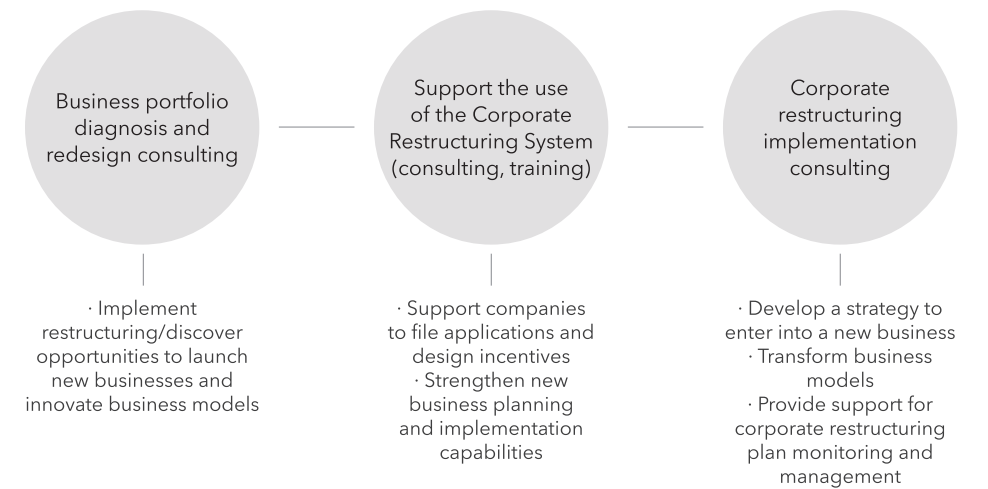 Business portfolio
diagnosis and
redesign consulting
Support the use
of the Corporate
Restructuring System
(consulting, training)
Corporate
restructuring
implementation
consulting
· Implement
restructuring/discover
opportunities to launch
new businesses and
innovate business models
· Support companies
to file applications and
design incentives
· Strengthen new
business planning
and implementation
capabilities
· Develop a strategy to
enter into a new business
· Transform business
models
· Provide support for
corporate restructuring
plan monitoring and
management